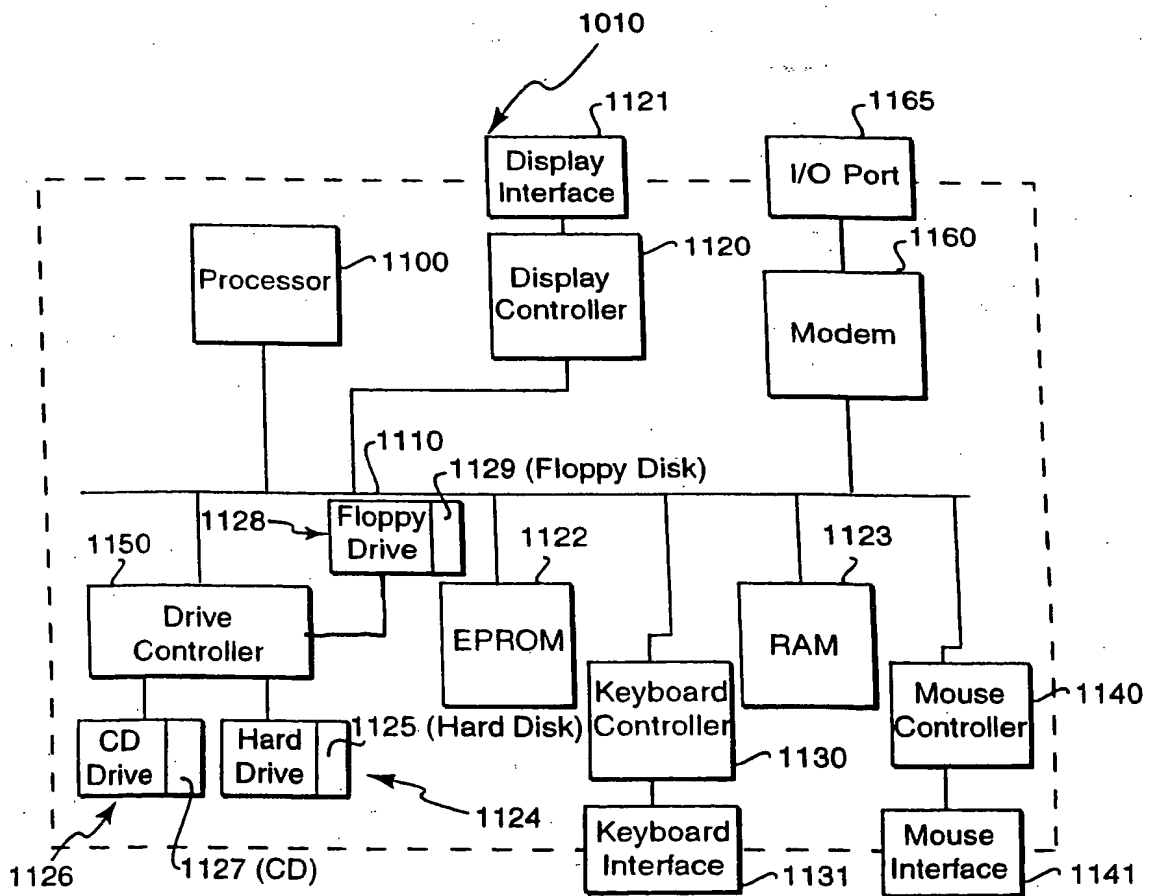 1010
1121
1165
Display
Interface
I/O Port
1120
1160
Processor
1100
Display
Controller
Modem
1110
1129 (Floppy Disk)
1128
Floppy
Drive
1150
1122
1123
Drive
Controller
EPROM
RAM
Keyboard
Controller
Mouse
Controller
1140
CD
Drive
Hard
Drive
1125 (Hard Disk)
1130
1124
Keyboard
Interface
Mouse
Interface
1126
1127 (CD)
1131
1141